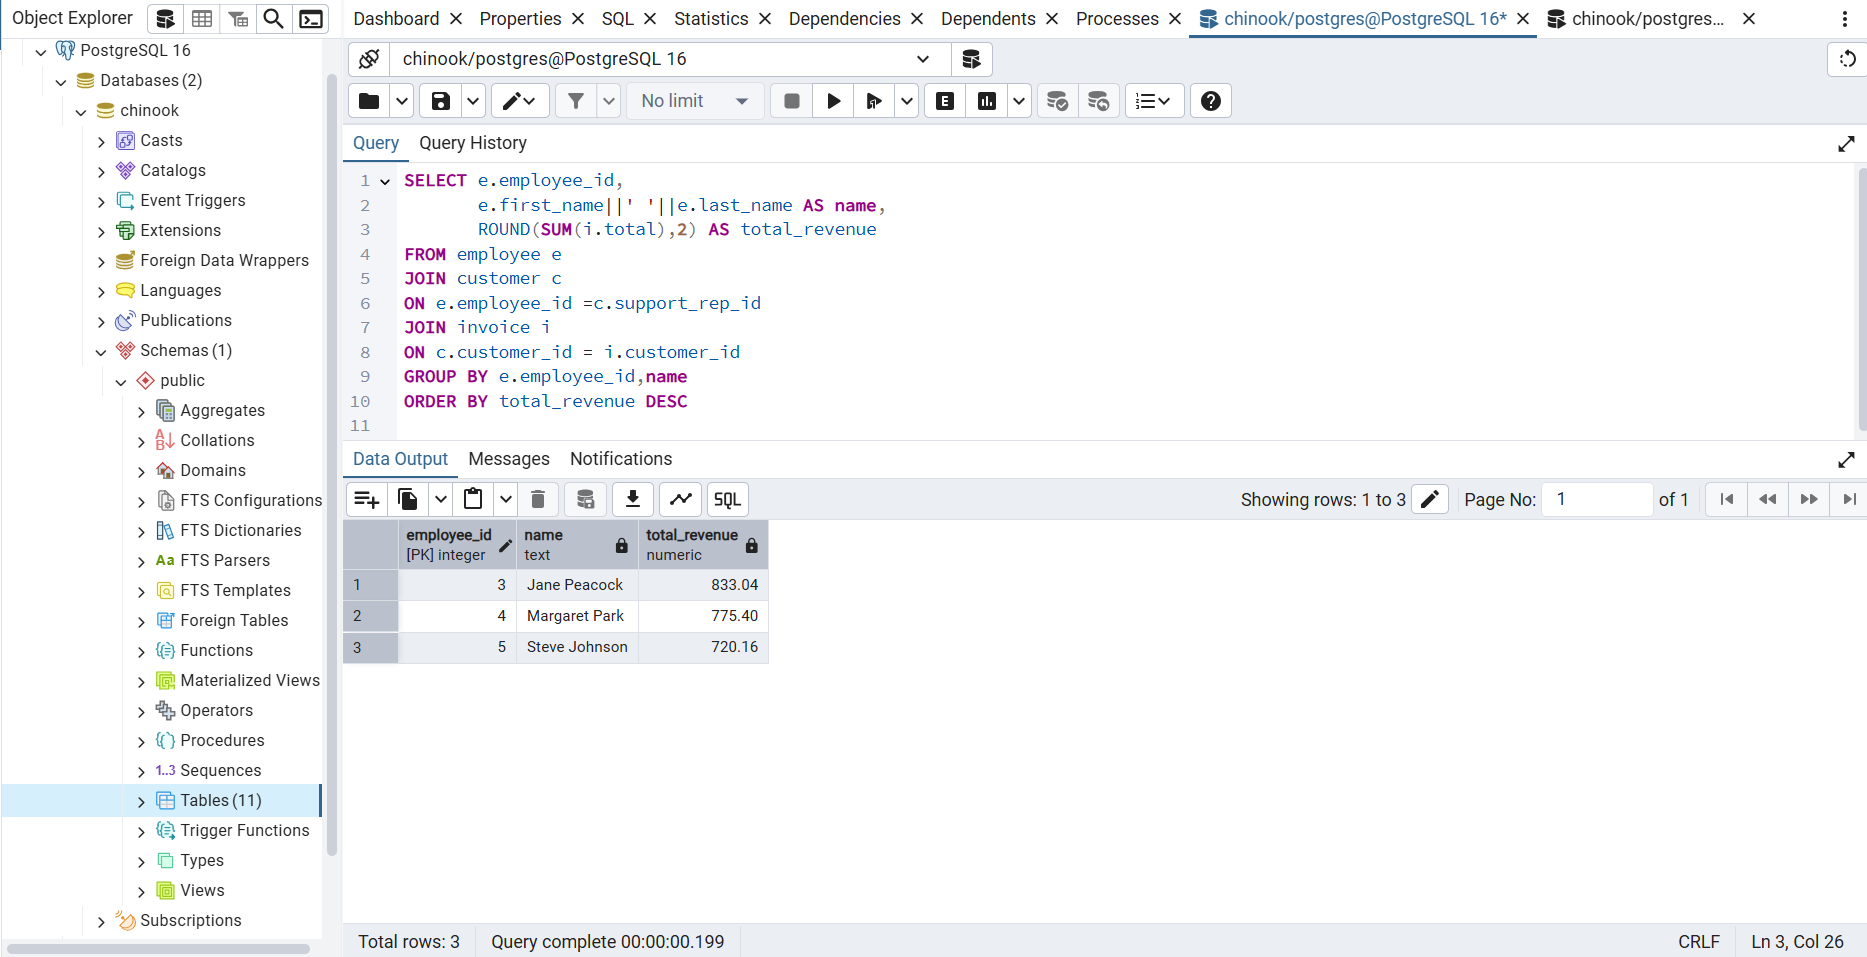 Object Explorer
PostgreSQL 16
Databases (2)
chinook
Casts
Catalogs
Event Triggers
Extensions
Foreign Data Wrappers
Languages
Publications
Schemas (1)
public
Aggregates
Collations
Domains
FTS Configurations
FTS Dictionaries
Aa FTS Parsers
FTS Templates
Foreign Tables
Functions
Materialized Views
Operators
Procedures
1..3 Sequences
Tables (11)
Trigger Functions
Types
Views
Subscriptions
Dashboard Properties SQL Statistics Dependencies Dependents Processes chinook/postgres@PostgreSQL 16* chinook/postgres...
chinook/postgres@PostgreSQL 16
No limit E
Query Query History
1 SELECT e.employee_id,
2 e.first_name||' '||e.last_name AS name,
3 ROUND(SUM(i.total),2) AS total_revenue
4 FROM employee e
5 JOIN customer c
6 ON e.employee_id =c.support_rep_id
7 JOIN invoice i
8 ON c.customer_id = i.customer_id
9 GROUP BY e.employee_id,name
10 ORDER BY total_revenue DESC
11
Data Output Messages Notifications
SQL Showing rows: 1 to 3 Page No: 1 of 1
employee_id name total_revenue
[PK] integer text numeric
1 3 Jane Peacock 833.04
2 4 Margaret Park 775.40
3 5 Steve Johnson 720.16
Total rows: 3 Query complete 00:00:00.199 CRLF Ln 3, Col 26